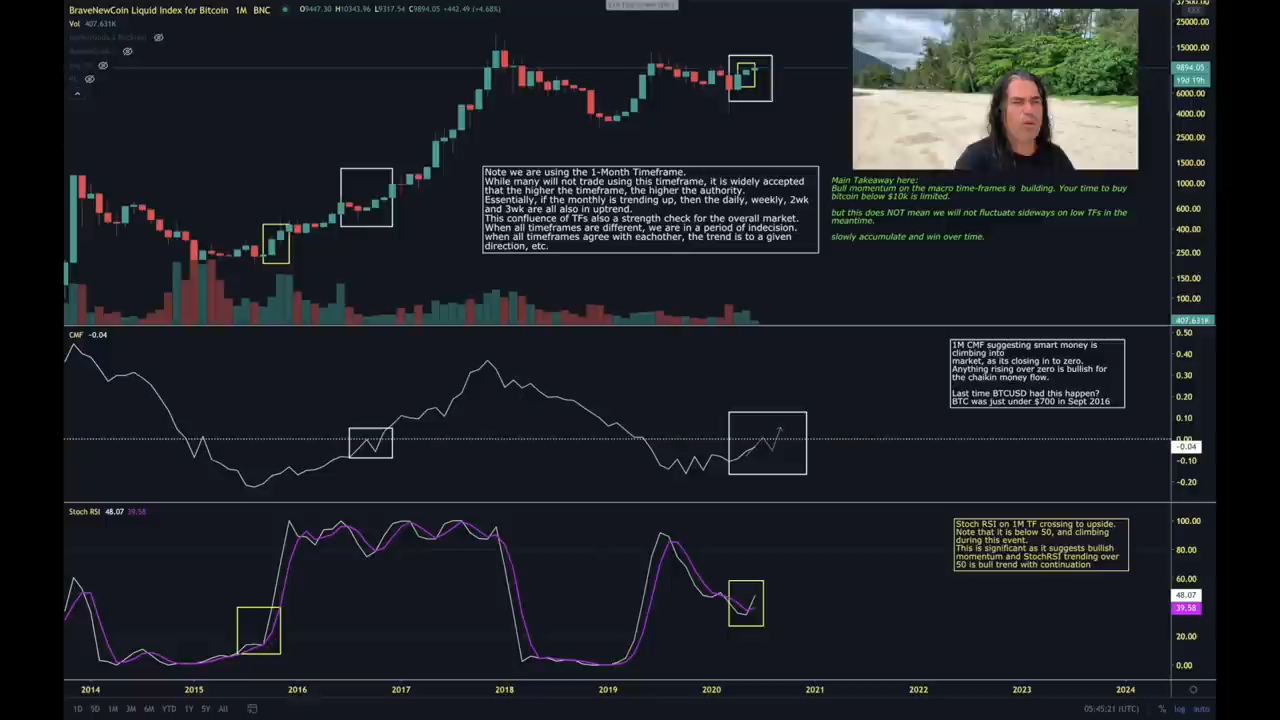 BraveNewCoin Liquid Index for Bitcoin 1M BNC O9447.30 H10343.96 L9317.54 C9894.05 +442.49 (+4.68%)
Vol 407.631K
25000.00
15000.00
9894.05
19d 19h
6000.00
4000.00
2500.00
1500.00
1000.00
600.00
400.00
250.00
150.00
100.00
407.631K
Note we are using the 1-Month Timeframe.
While many will not trade using this timeframe, it is widely accepted
that the higher the timeframe, the higher the authority.
Essentially, if the monthly is trending up, then the daily, weekly, 2wk
and 3wk are all also in uptrend.
This confluence of TFs also a strength check for the overall market.
When all timeframes are different, we are in a period of indecision.
when all timeframes agree with eachother, the trend is to a given
direction, etc.
Main Takeaway here:
Bull momentum on the macro time-frames is building. Your time to buy
bitcoin below $10k is limited.
but this does NOT mean we will not fluctuate sideways on low TFs in the
meantime.
slowly accumulate and win over time.
CMF -0.04
0.50
0.40
0.30
0.20
0.10
0.00
-0.04
-0.10
-0.20
1M CMF suggesting smart money is
climbing into
market, as its closing in to zero.
Anything rising over zero is bullish for
the chaikin money flow.
Last time BTCUSD had this happen?
BTC was just under $700 in Sept 2016
Stoch RSI 48.07 39.58
100.00
80.00
60.00
48.07
39.58
20.00
0.00
Stoch RSI on 1M TF crossing to upside.
Note that it is below 50, and climbing
during this event.
This is significant as it suggests bullish
momentum and StochRSI trending over
50 is bull trend with continuation
2014 2015 2016 2017 2018 2019 2020 2021 2022 2023 2024
1D 5D 1M 3M 6M YTD 1Y 5Y All 05:45:21 (UTC) % log auto